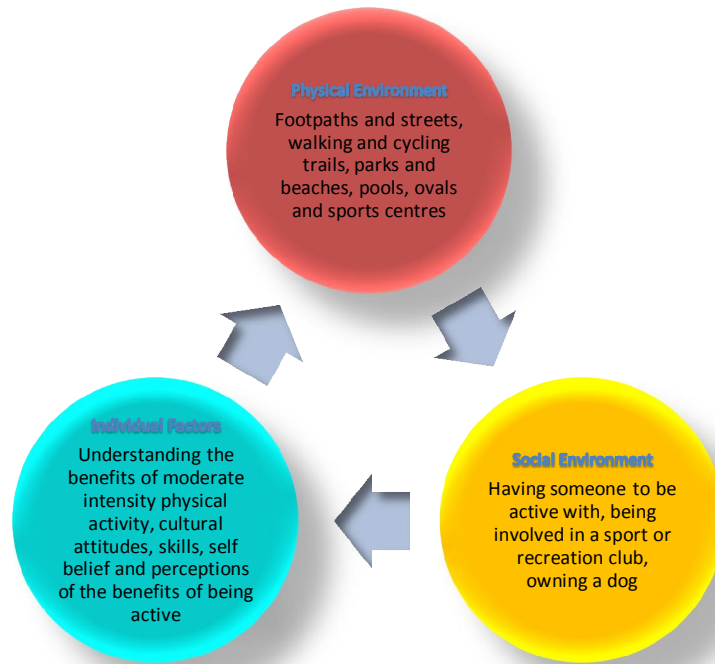 Physical Environment
Footpaths and streets,
walking and cycling
trails, parks and
beaches, pools, ovals
and sports centres
Social Environment
Having someone to be
active with, being
involved in a sport or
recreation club,
owning a dog
Individual Factors
Understanding the
benefits of moderate
intensity physical
activity, cultural
attitudes, skills, self
belief and perceptions
of the benefits of being
active